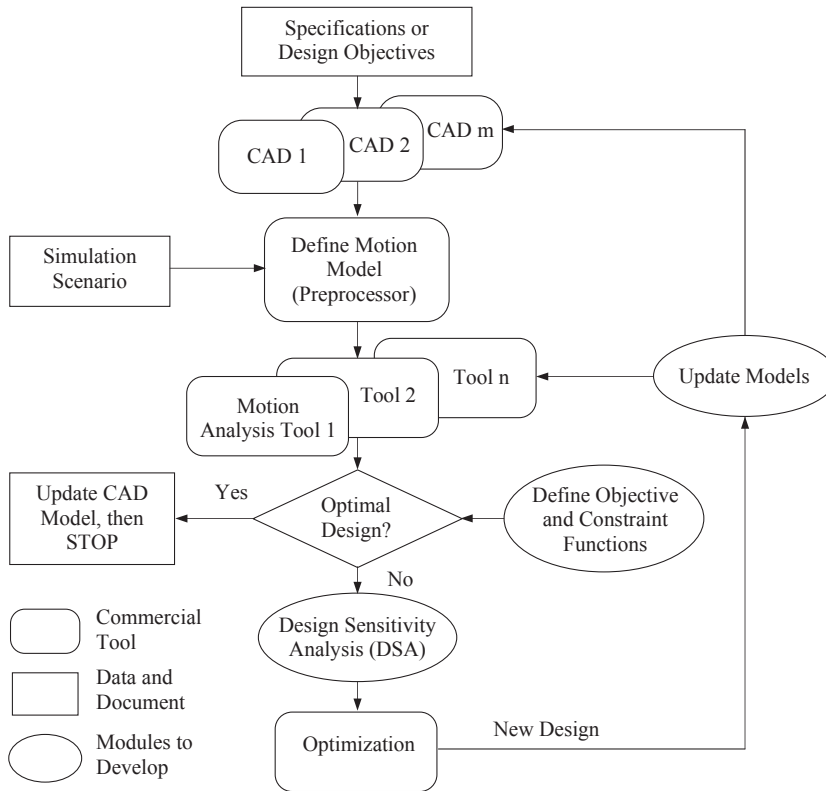 Specifications or
Design Objectives
CAD 1
CAD 2
CAD m
Simulation
Scenario
Define Motion
Model
(Preprocessor)
Motion
Analysis Tool 1
Tool 2
Tool n
Update Models
Update CAD
Model, then
STOP
Yes
Optimal
Design?
Define Objective
and Constraint
Functions
No
Design Sensitivity
Analysis (DSA)
Optimization
New Design
Commercial
Tool
Data and
Document
Modules to
Develop